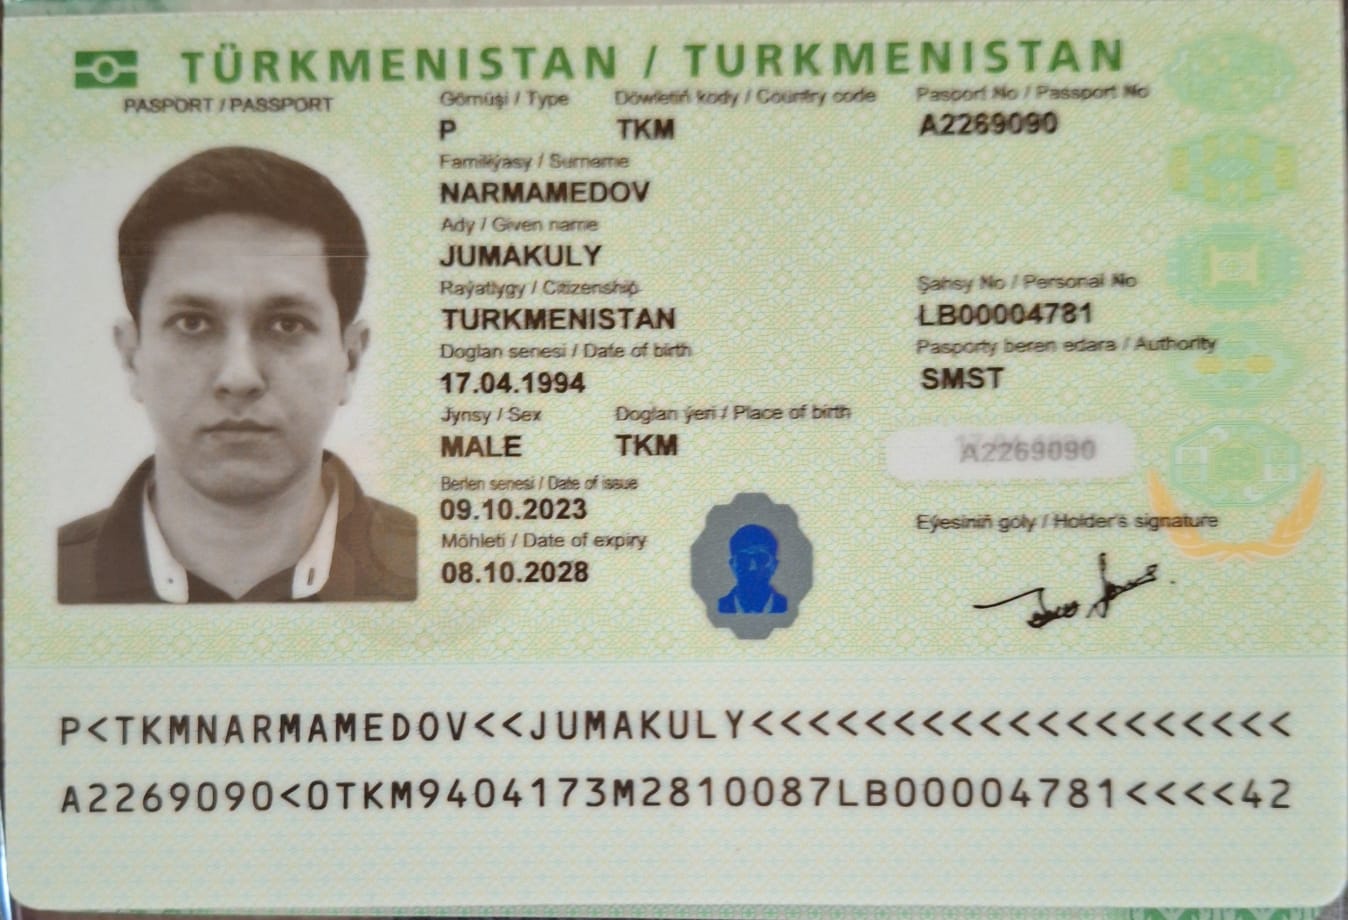 TÜRKMENISTAN / TURKMENISTAN
PASPORT / PASSPORT
Görnüşi / Type Döwletiň kody / Country code Pasport No / Passport No
P TKM A2269090
Familiýasy / Surname
NARMAMEDOV
Ady / Given name
JUMAKULY
Raýatlygy / Citizenship Şahsy No / Personal No
TURKMENISTAN LB00004781
Doglan senesi / Date of birth Pasporty beren edara / Authority
17.04.1994 SMST
Jynsy / Sex Doglan ýeri / Place of birth
MALE TKM
A2269090
Berlen senesi / Date of issue
09.10.2023
Möhleti / Date of expiry Eýesiniň goly / Holder's signature
08.10.2028
P<TKMNARMAMEDOV<<JUMAKULY<<<<<<<<<<<<<<<<<<<
A2269090<0TKM9404173M2810087LB00004781<<<<42